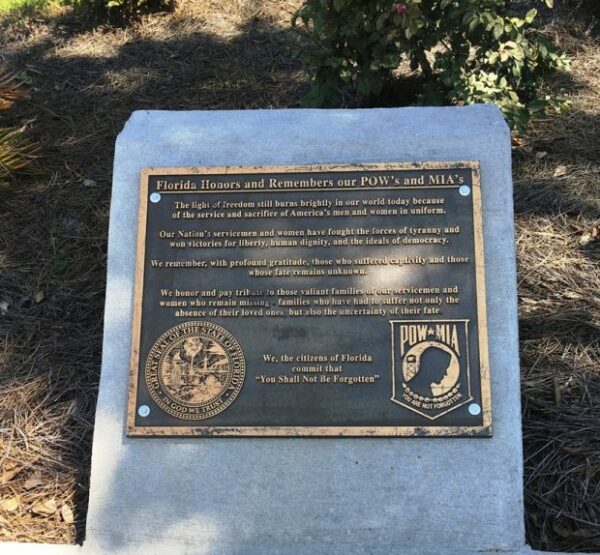 Florida Honors and Remembers our POW's and MIA's
The light of freedom still burns brightly in our world today because
of the service and sacrifice of America's men and women in uniform.
Our Nation's servicemen and women have fought the forces of tyranny and
won victories for liberty, human dignity, and the ideals of democracy.
We remember, with profound gratitude, those who suffered captivity and those
whose fate remains unknown.
We honor and pay tribute to those valiant families of our servicemen and
women who remain missing- families who have had to suffer not only the
absence of their loved ones but also the uncertainty of their fate
GREAT SEAL OF THE STATE OF FLORIDA
IN GOD WE TRUST
We, the citizens of Florida
commit that
"You Shall Not Be Forgotten"
POW★MIA
YOU ARE NOT FORGOTTEN